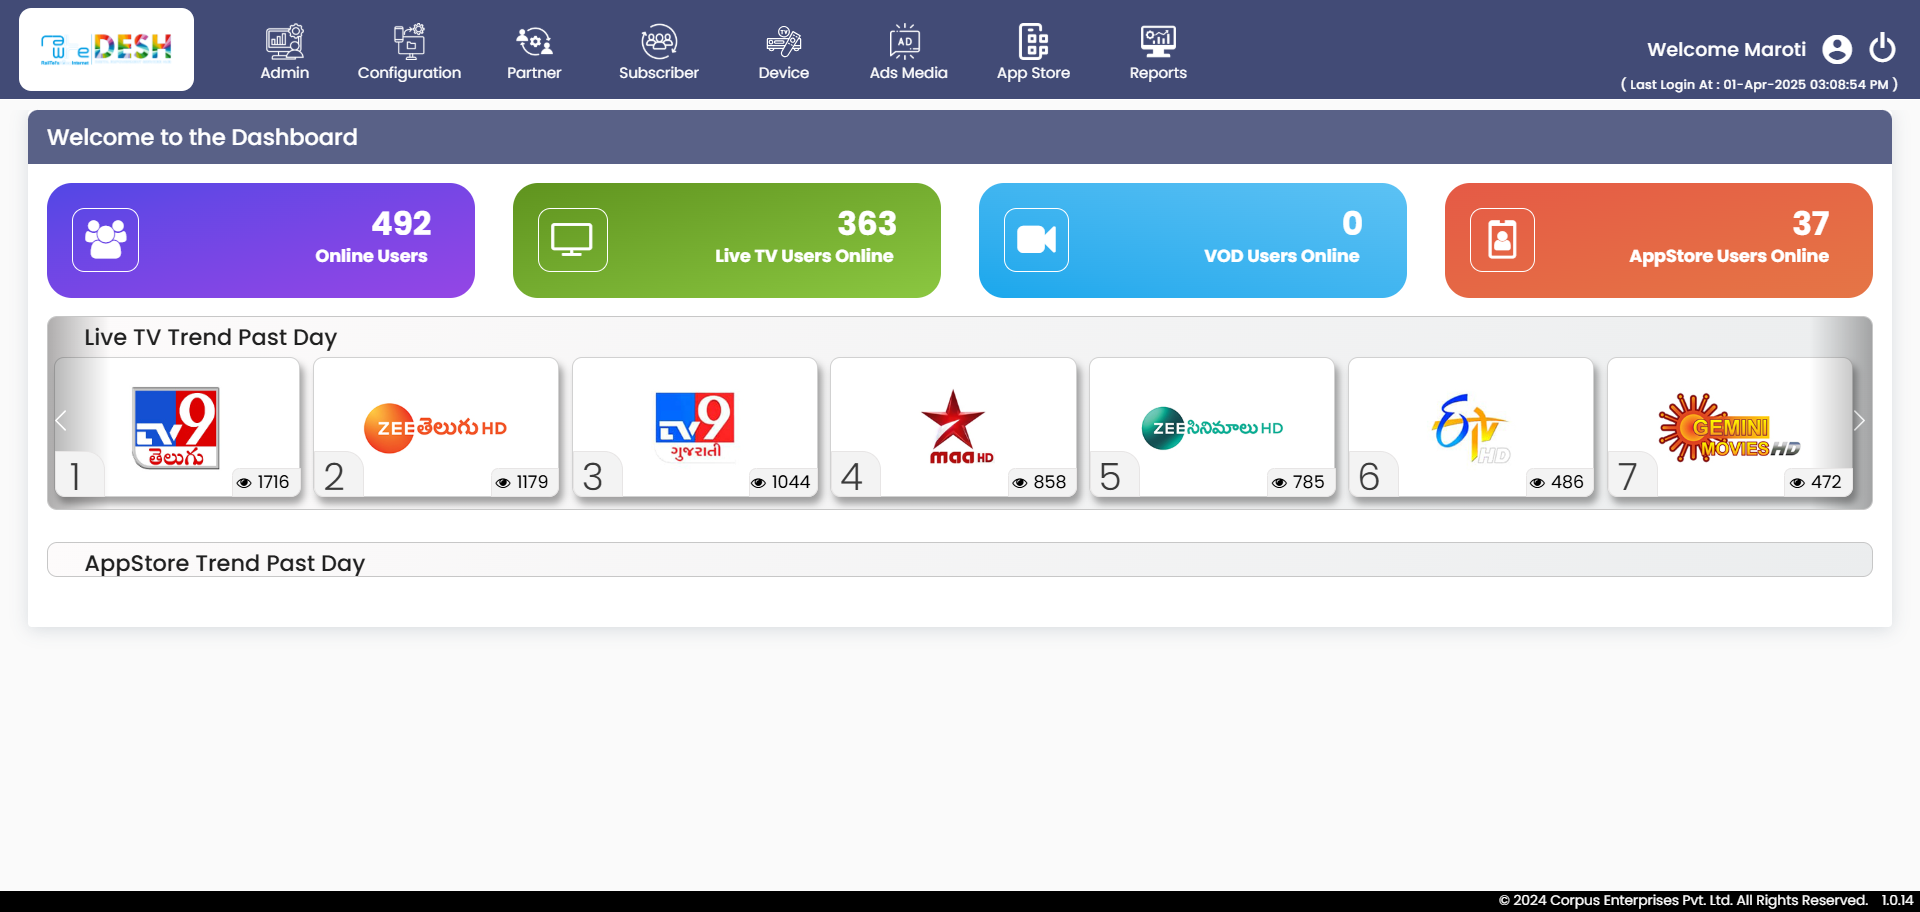 e DESH
Admin
Configuration
Partner
Subscriber
Device
Ads Media
App Store
Reports
TV
AD
Welcome Maroti
( Last Login At : 01-Apr-2025 03:08:54 PM )
Welcome to the Dashboard
492
Online Users
363
Live TV Users Online
0
VOD Users Online
37
AppStore Users Online
Live TV Trend Past Day
TV9
తెలుగు
1
1716
ZEE తెలుగు HD
2
1179
TV9
ગુજરાતી
3
1044
maa HD
4
858
ZEE సినిమాలు HD
5
785
ఈtv
HD
6
486
GEMINI
MOVIES HD
7
472
AppStore Trend Past Day
© 2024 Corpus Enterprises Pvt. Ltd. All Rights Reserved. 1.0.14